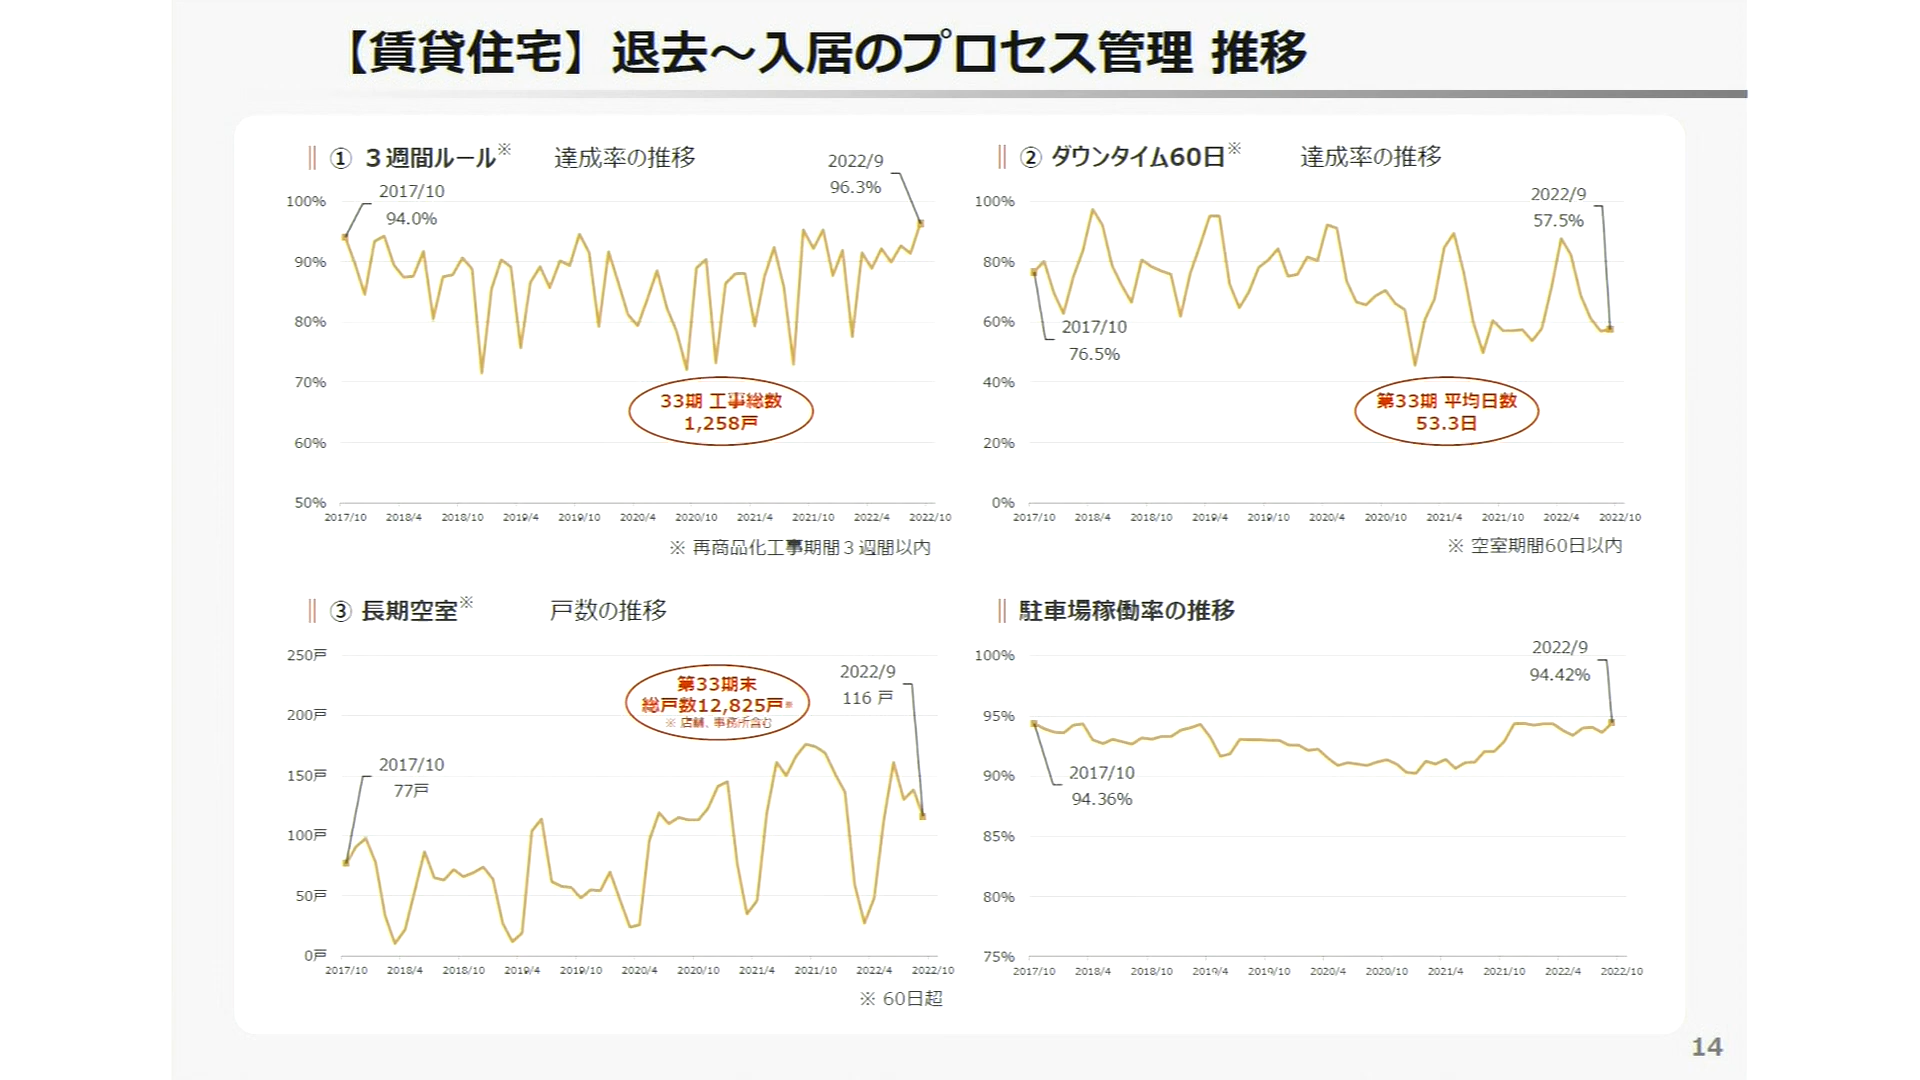 【賃貸住宅】退去～入居のプロセス管理 推移
① ３週間ルール※ 達成率の推移
2022/9
96.3%
2017/10
94.0%
100%
90%
80%
70%
60%
50%
33期 工事総数
1,258戸
2017/10 2018/4 2018/10 2019/4 2019/10 2020/4 2020/10 2021/4 2021/10 2022/4 2022/10
※ 再商品化工事期間３週間以内
② ダウンタイム60日※ 達成率の推移
2022/9
57.5%
100%
80%
60%
40%
20%
0%
2017/10
76.5%
第33期 平均日数
53.3日
2017/10 2018/4 2018/10 2019/4 2019/10 2020/4 2020/10 2021/4 2021/10 2022/4 2022/10
※ 空室期間60日以内
③ 長期空室※ 戸数の推移
250戸
200戸
150戸
100戸
50戸
0戸
第33期末
総戸数12,825戸※
※ 店舗、事務所含む
2022/9
116 戸
2017/10
77戸
2017/10 2018/4 2018/10 2019/4 2019/10 2020/4 2020/10 2021/4 2021/10 2022/4 2022/10
※ 60日超
駐車場稼働率の推移
2022/9
94.42%
100%
95%
90%
85%
80%
75%
2017/10
94.36%
2017/10 2018/4 2018/10 2019/4 2019/10 2020/4 2020/10 2021/4 2021/10 2022/4 2022/10
14